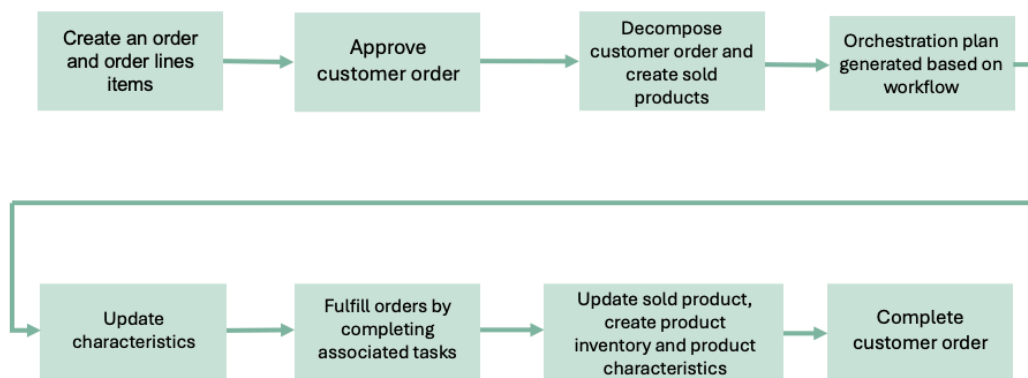 Create an order
and order lines
items
Approve
customer order
Decompose
customer order and
create sold
products
Orchestration plan
generated based on
workflow
Update
characteristics
Fulfill orders by
completing
associated tasks
Update sold product,
create product
inventory and product
characteristics
Complete
customer order